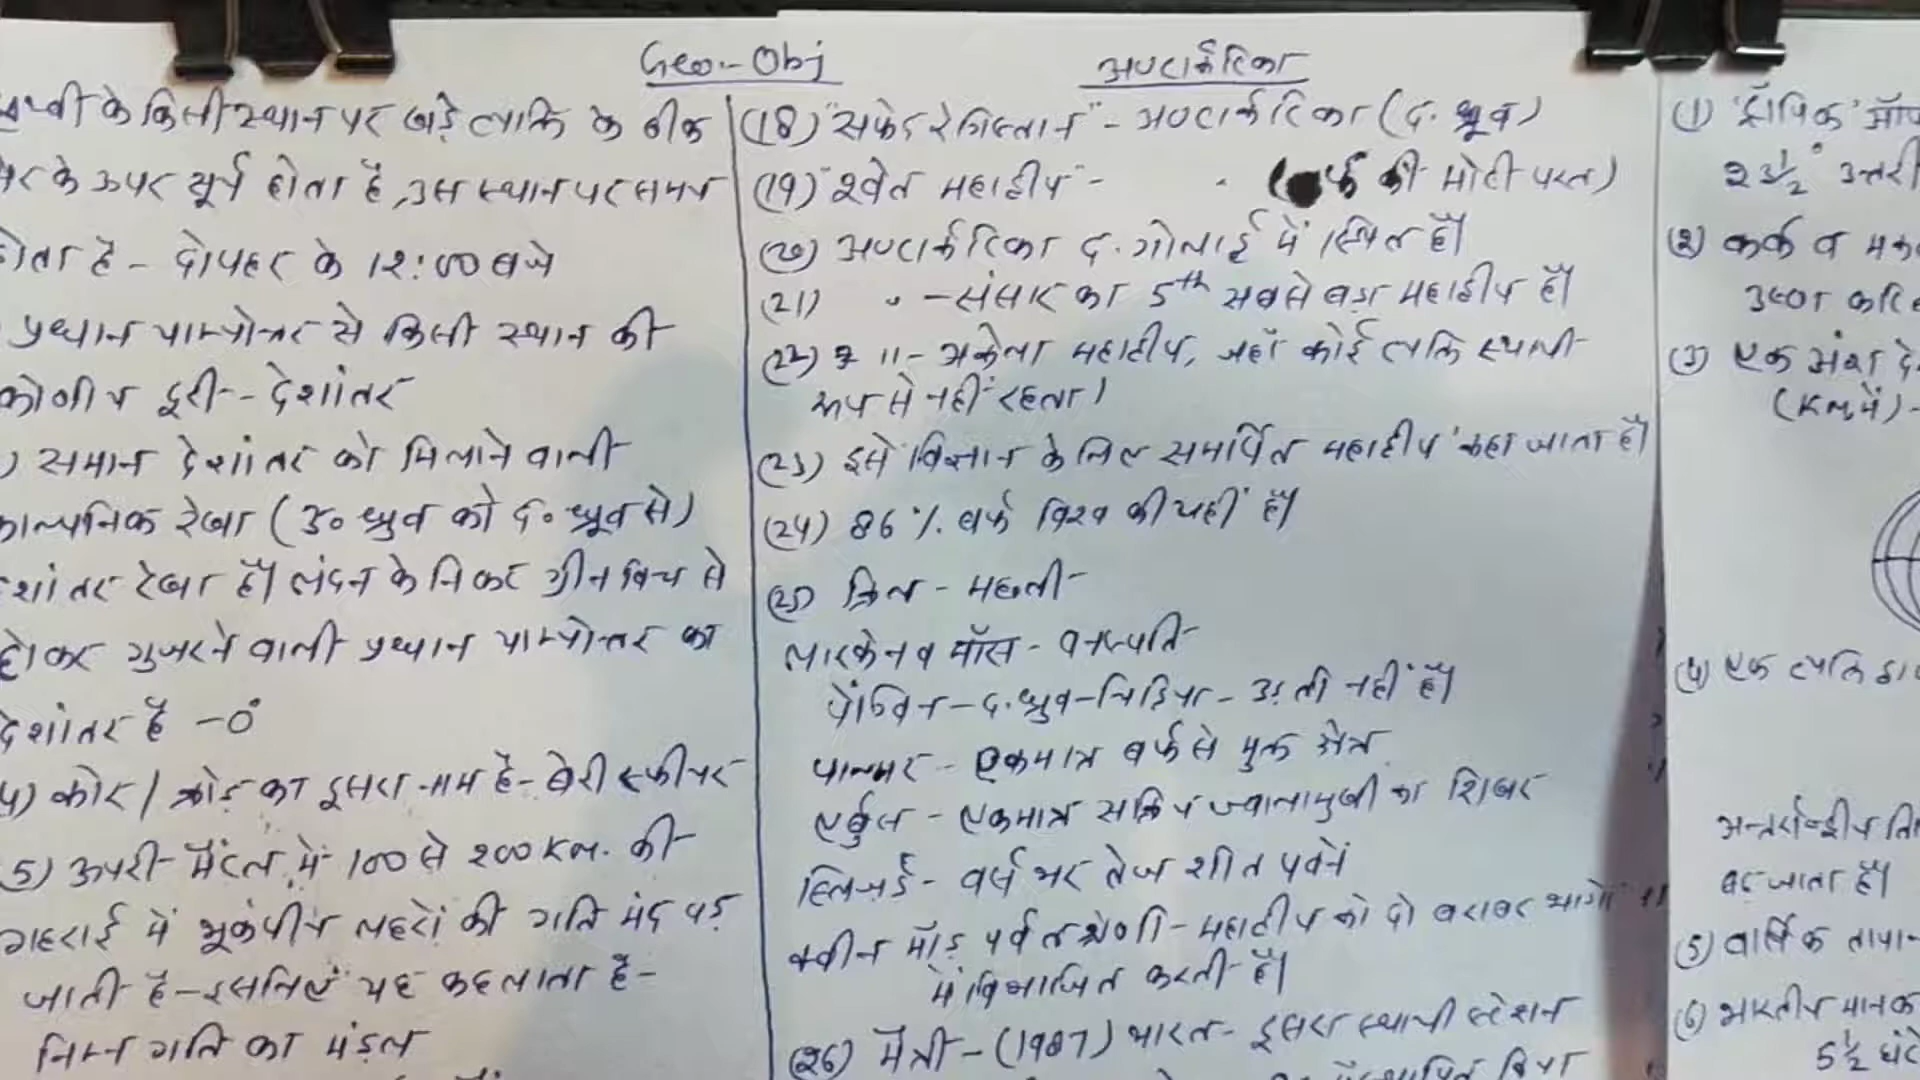 Geo-Obj
पृथ्वी के किसी स्थान पर खड़े व्यक्ति के ठीक
सर के ऊपर सूर्य होता है, उस स्थान पर समय
होता है - दोपहर के 12:00 बजे
प्रधान याम्योत्तर से किसी स्थान की
कोणीय दूरी - देशांतर
) समान देशांतर को मिलाने वाली
काल्पनिक रेखा (उ० ध्रुव को द० ध्रुव से)
देशांतर रेखा है। लंदन के निकट ग्रीनविच से
होकर गुजरने वाली प्रधान याम्योत्तर का
देशांतर है - 0°
4) कोर / क्रोड का दूसरा नाम है - बेरी स्फीयर
5) ऊपरी मैंटल में 100 से 200 Km. की
गहराई में भूकंपीय लहरों की गति मंद पड़
जाती है - इसलिए यह कहलाता है -
निम्न गति का मंडल
अण्टार्कटिका
(18) "सफेद रेगिस्तान" - अण्टार्कटिका (द. ध्रुव)
(19) "श्वेत महाद्वीप" - " (र्फ की मोटी परत)
(20) अण्टार्कटिका द. गोलार्द्ध में स्थित है।
(21) " - संसार का 5th सबसे बड़ा महाद्वीप है।
(22) " - अकेला महाद्वीप, जहाँ कोई व्यक्ति स्थायी
रूप से नहीं रहता।
(23) इसे 'विज्ञान के लिए समर्पित महाद्वीप' कहा जाता है।
(24) 86 % बर्फ विश्व की यहीं है।
(25) क्रिल - मछली
लाइकेन व मॉस - वनस्पति
पेंग्विन - द. ध्रुव - चिड़िया - उड़ती नहीं है।
पामर - एकमात्र बर्फ से मुक्त क्षेत्र
एर्बुस - एकमात्र सक्रिय ज्वालामुखी का शिखर
ब्लिजर्ड - वर्ष भर तेज शीत पवनें
क्वीन मॉड पर्वत श्रेणी - महाद्वीप को दो बराबर भागों
में विभाजित करती है।
(26) मैत्री - (1987) भारत - दूसरा स्थायी स्टेशन
(1) 'ट्रॉपिक ऑफ
23½° उत्तरी
(2) कर्क व मक
उष्ण कटि
(3) एक अंश दे
(Km में) -
(4) एक व्यक्ति
अन्तर्राष्ट्रीय ति
बट जाता है।
(5) वार्षिक तापा
(6) भारतीय मानक
5½ घंटे